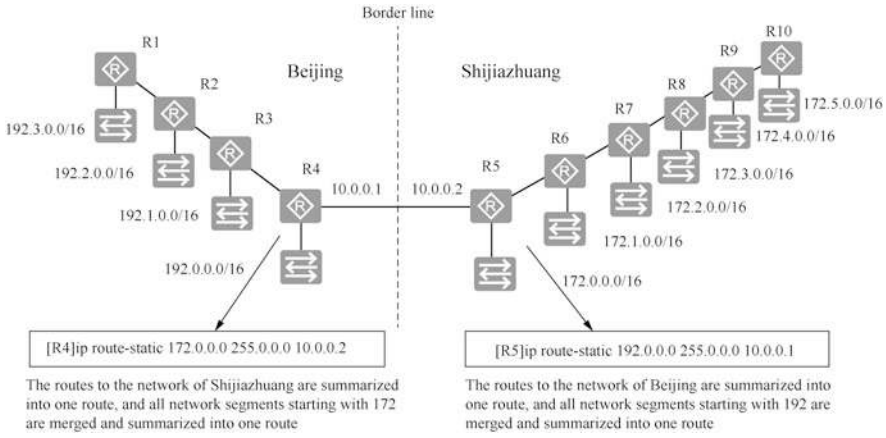 Border line
R1
R2
R3
R4
Beijing
Shijiazhuang
R5
R6
R7
R8
R9
R10
192.3.0.0/16
192.2.0.0/16
192.1.0.0/16
192.0.0.0/16
10.0.0.1
10.0.0.2
172.5.0.0/16
172.4.0.0/16
172.3.0.0/16
172.2.0.0/16
172.1.0.0/16
172.0.0.0/16
R
R
R
R
R
R
R
R
R
R
[R4]ip route-static 172.0.0.0 255.0.0.0 10.0.0.2
The routes to the network of Shijiazhuang are summarized
into one route, and all network segments starting with 172
are merged and summarized into one route
[R5]ip route-static 192.0.0.0 255.0.0.0 10.0.0.1
The routes to the network of Beijing are summarized into
one route, and all network segments starting with 192 are
merged and summarized into one route